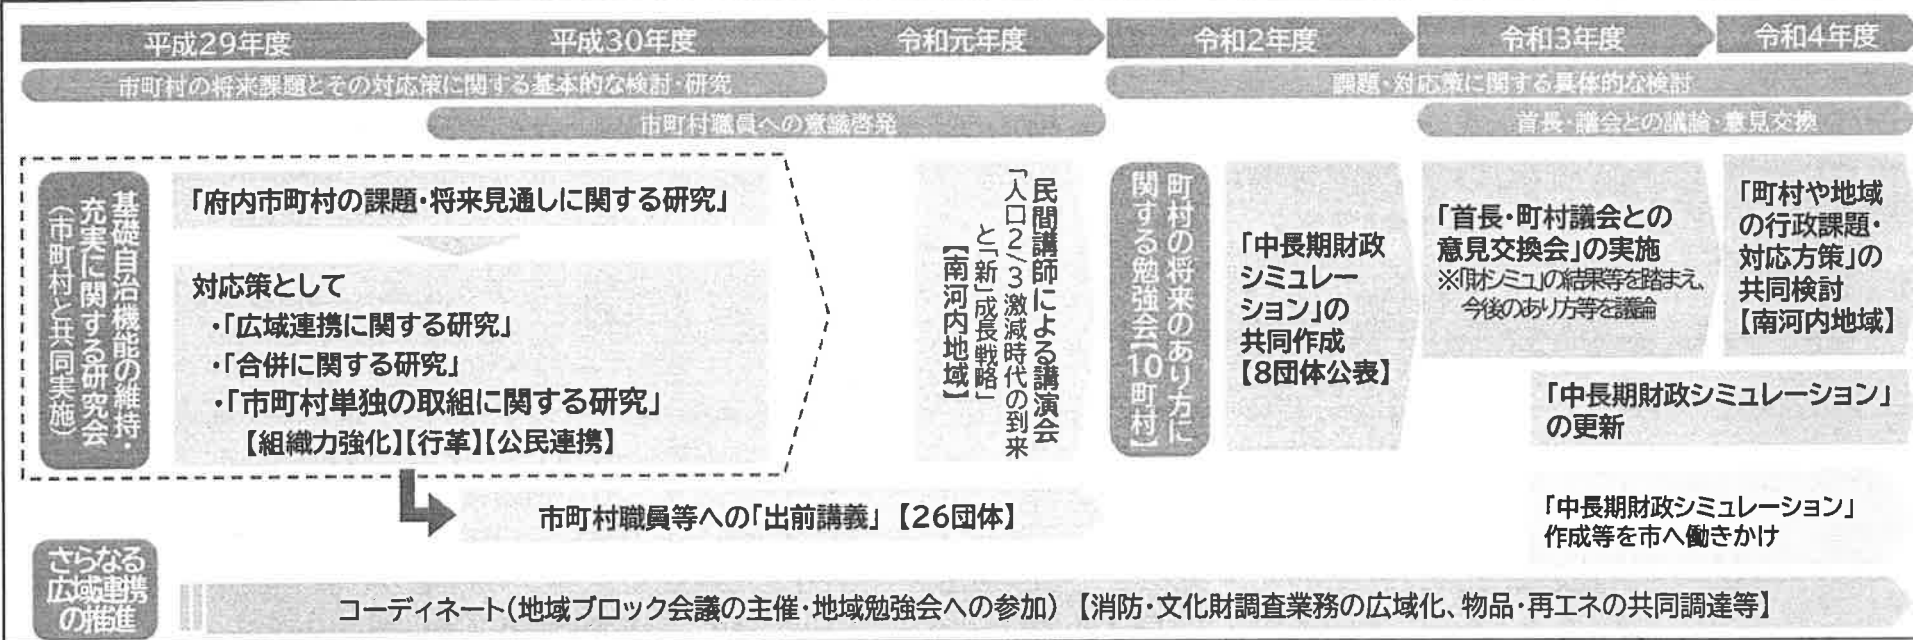 平成29年度
平成30年度
令和元年度
令和2年度
令和3年度
令和4年度
市町村の将来課題とその対応策に関する基本的な検討・研究
課題・対応策に関する具体的な検討
市町村職員への意識啓発
首長・議会との議論・意見交換
基礎自治機能の維持・
充実に関する研究会
(市町村と共同実施)
「府内市町村の課題・将来見通しに関する研究」
対応策として
・「広域連携に関する研究」
・「合併に関する研究」
・「市町村単独の取組に関する研究」
【組織力強化】【行革】【公民連携】
市町村職員等への「出前講義」【26団体】
民間講師による講演会
「人口2/3激減時代の到来
と「新」成長戦略」
【南河内地域】
町村の将来のあり方に
関する勉強会【10町村】
「中長期財政
シミュレー
ション」の
共同作成
【8団体公表】
「首長・町村議会との
意見交換会」の実施
※「財シミュ」の結果等を踏まえ、
今後のあり方等を議論
「町村や地域
の行政課題・
対応方策」の
共同検討
【南河内地域】
「中長期財政シミュレーション」
の更新
「中長期財政シミュレーション」
作成等を市へ働きかけ
さらなる
広域連携
の推進
コーディネート(地域ブロック会議の主催・地域勉強会への参加)【消防・文化財調査業務の広域化、物品・再エネの共同調達等】